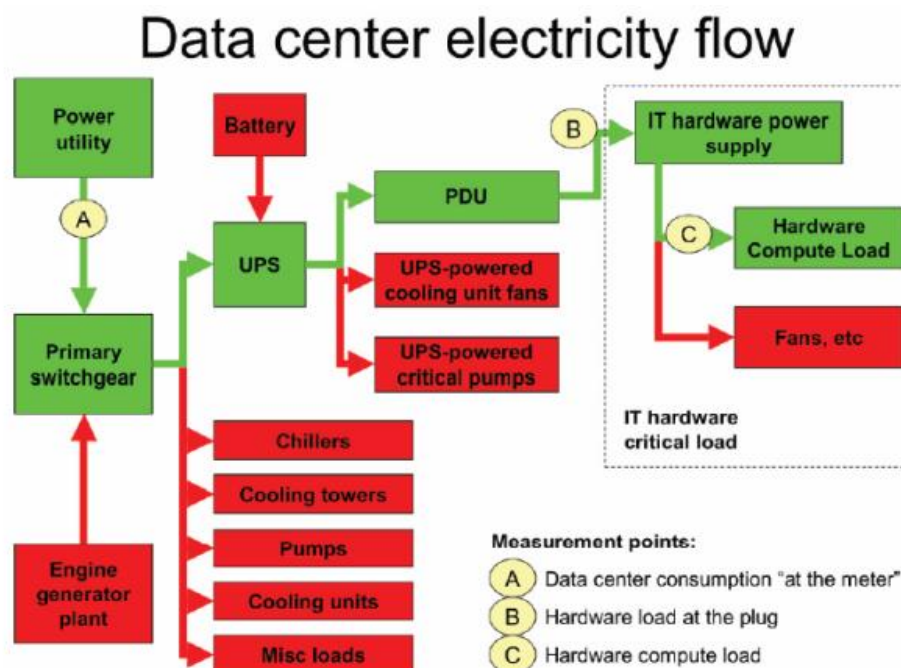 Data center electricity flow
Power
utility
A
Primary
switchgear
Engine
generator
plant
Battery
UPS
PDU
UPS-powered
cooling unit fans
UPS-powered
critical pumps
Chillers
Cooling towers
Pumps
Cooling units
Misc loads
B
IT hardware power
supply
C
Hardware
Compute Load
Fans, etc
IT hardware
critical load
Measurement points:
A Data center consumption “at the meter”
B Hardware load at the plug
C Hardware compute load